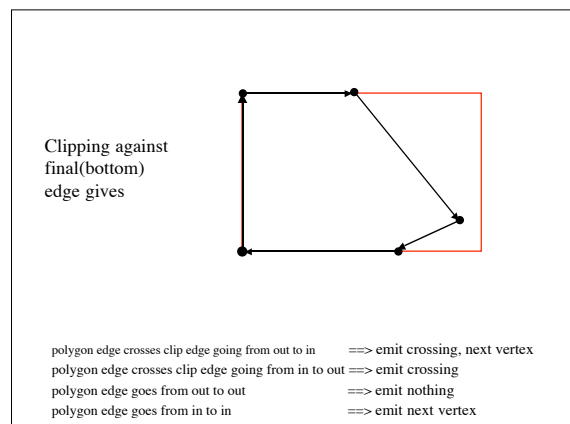 Clipping against
final(bottom)
edge gives
polygon edge crosses clip edge going from out to in ==> emit crossing, next vertex
polygon edge crosses clip edge going from in to out ==> emit crossing
polygon edge goes from out to out ==> emit nothing
polygon edge goes from in to in ==> emit next vertex